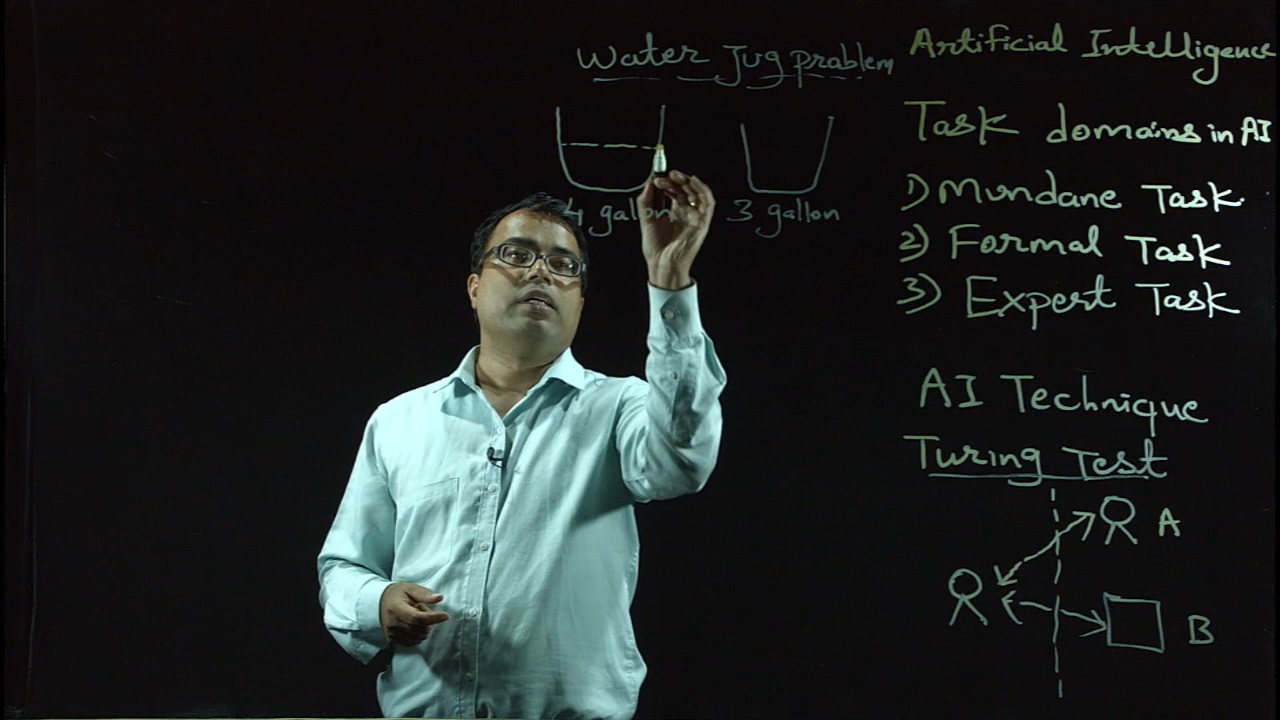 Water Jug problem
4 gallon
3 gallon
Artificial Intelligence
Task domains in AI
1) Mundane Task
2) Formal Task
3) Expert Task
AI Technique
Turing Test
A
B